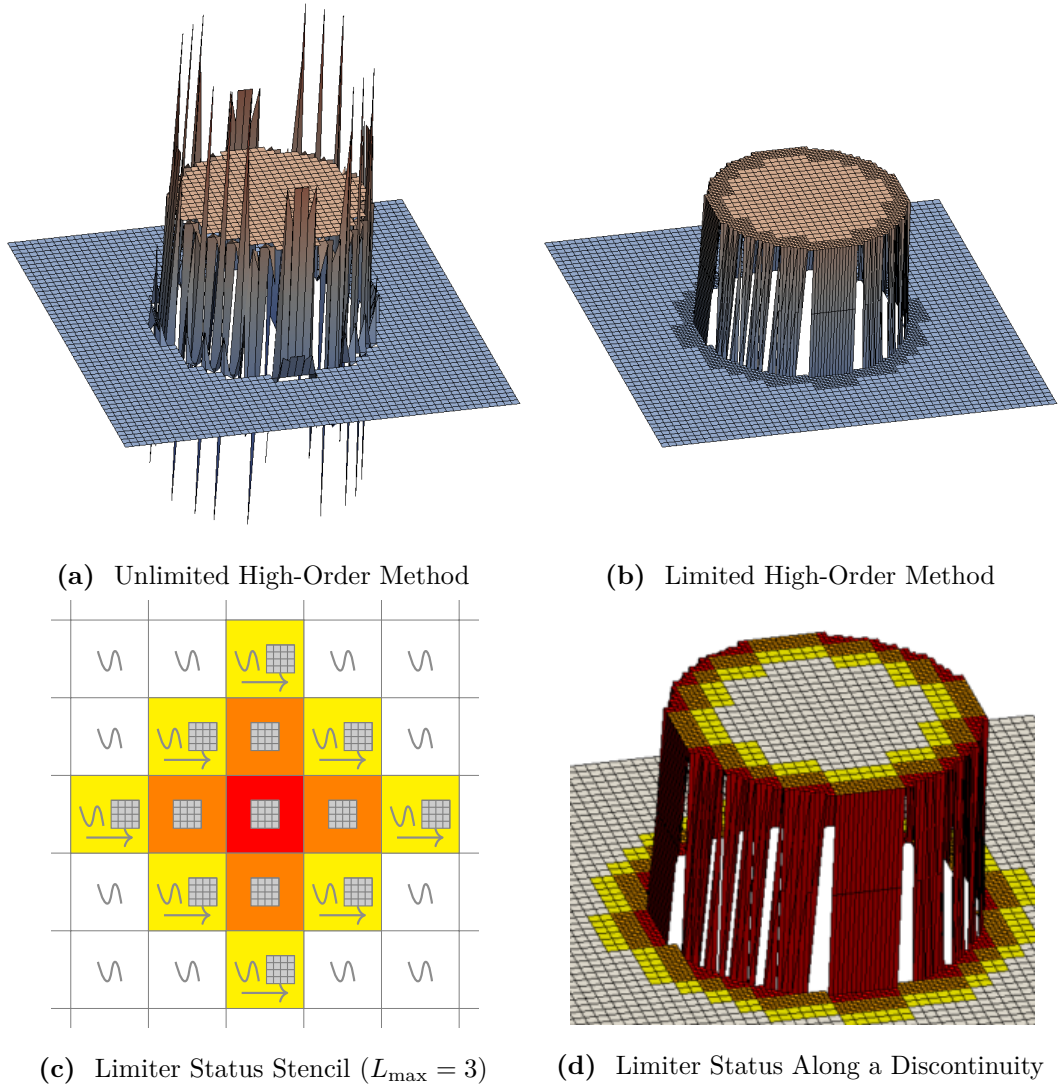 (a) Unlimited High-Order Method
(b) Limited High-Order Method
(c) Limiter Status Stencil (Lmax = 3)
(d) Limiter Status Along a Discontinuity